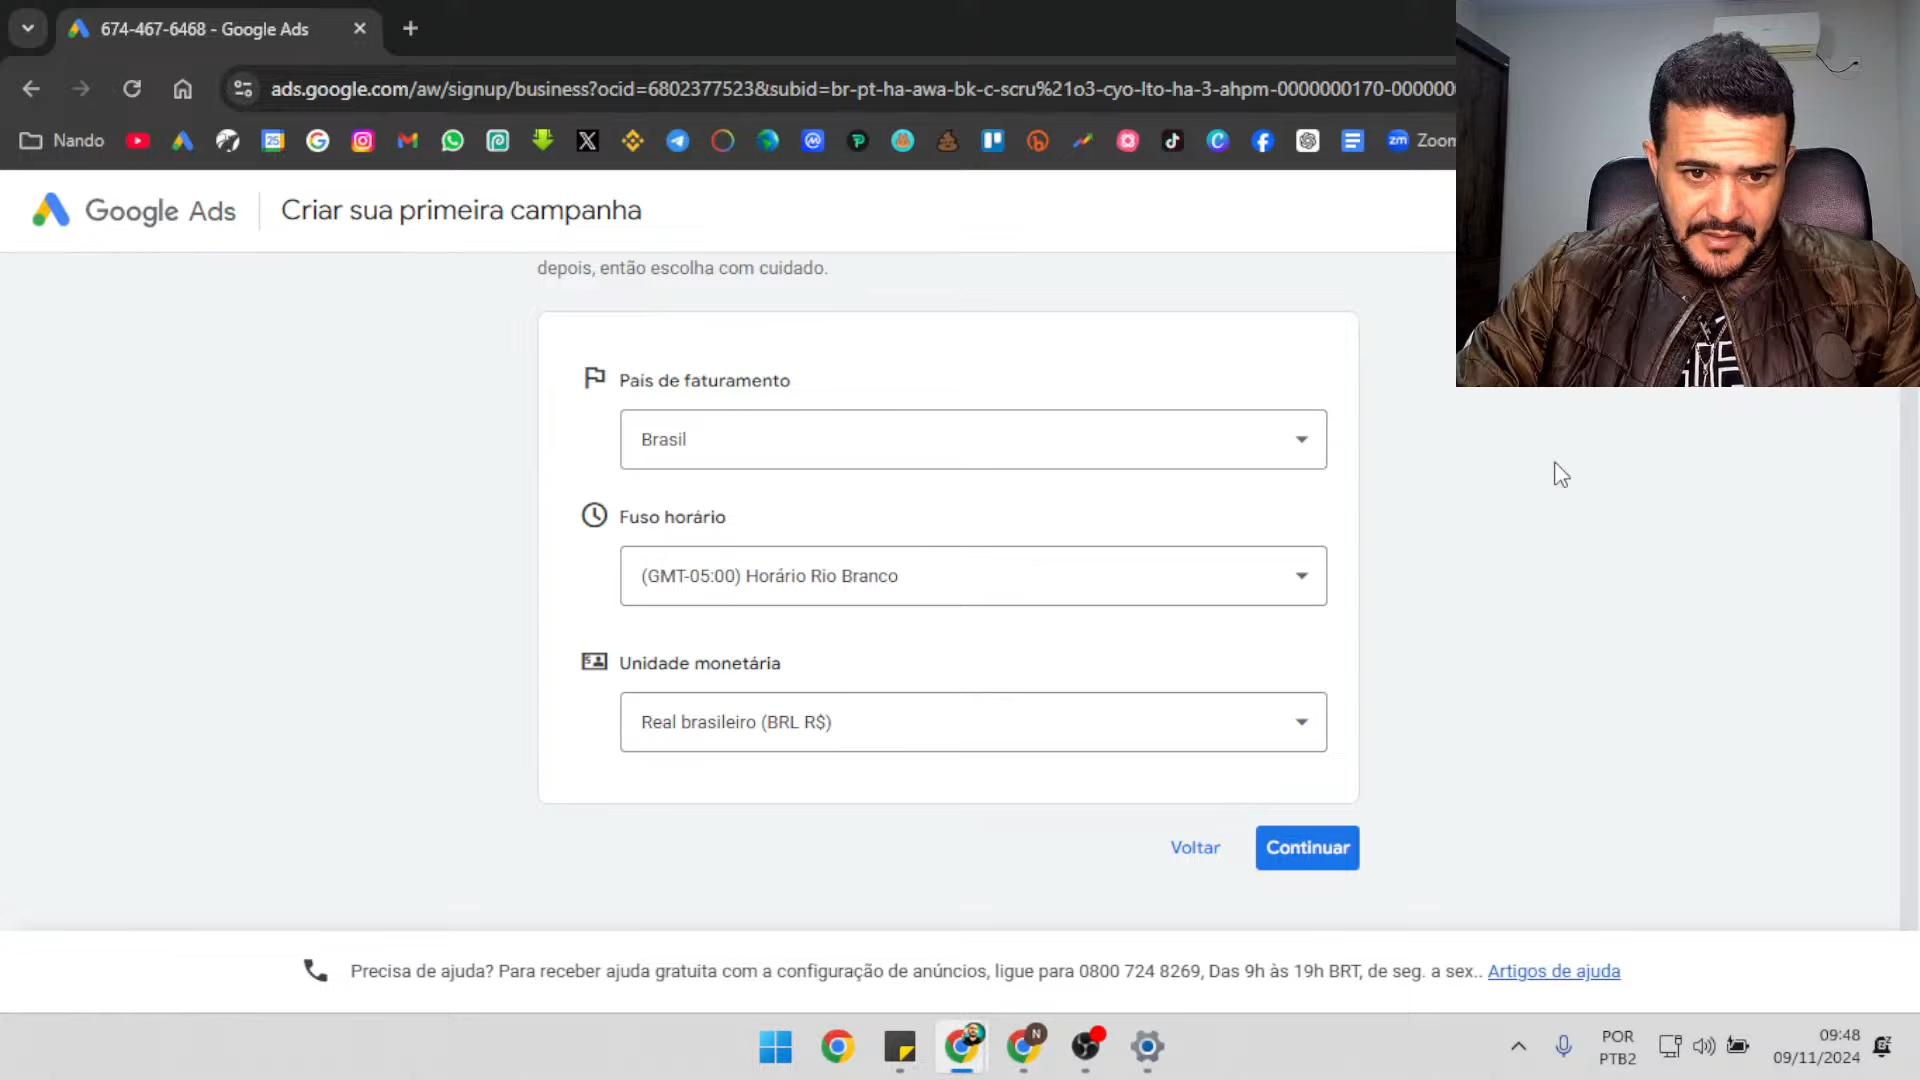 674-467-6468 - Google Ads
ads.google.com/aw/signup/business?ocid=6802377523&subid=br-pt-ha-awa-bk-c-scru%21o3-cyo-lto-ha-3-ahpm-0000000170-000000
Nando
25
zm Zoom
Google Ads
Criar sua primeira campanha
depois, então escolha com cuidado.
País de faturamento
Brasil
Fuso horário
(GMT-05:00) Horário Rio Branco
Unidade monetária
Real brasileiro (BRL R$)
Voltar
Continuar
Precisa de ajuda? Para receber ajuda gratuita com a configuração de anúncios, ligue para 0800 724 8269, Das 9h às 19h BRT, de seg. a sex.. Artigos de ajuda
N
POR
PTB2
09:48
09/11/2024